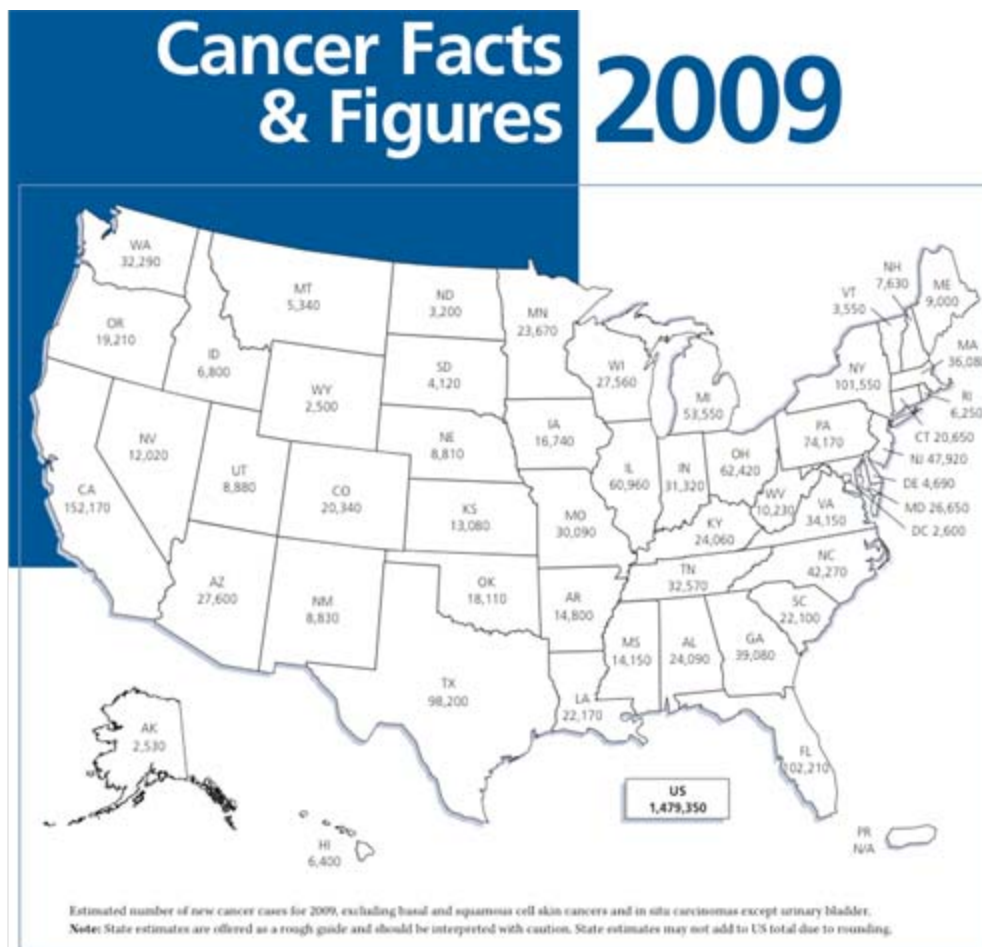 Cancer Facts
& Figures
2009
WA
32,290
MT
5,340
ND
3,200
MN
23,670
NH
7,630
VT
3,550
ME
9,000
OR
19,210
ID
6,800
SD
4,120
WI
27,560
MI
53,550
NY
101,550
MA
36,08
WY
2,500
RI
6,250
NV
12,020
NE
8,810
IA
16,740
PA
74,170
CT 20,650
NJ 47,920
CA
152,170
UT
8,880
CO
20,340
IL
60,960
IN
31,320
OH
62,420
DE 4,690
MD 26,650
DC 2,600
KS
13,080
MO
30,090
WV
10,230
VA
34,150
KY
24,060
NC
42,270
AZ
27,600
NM
8,830
OK
18,110
AR
14,800
TN
32,570
SC
22,100
MS
14,150
AL
24,090
GA
39,080
TX
98,200
LA
22,170
AK
2,530
FL
102,210
US
1,479,350
HI
6,400
PR
N/A
Estimated number of new cancer cases for 2009, excluding basal and squamous cell skin cancers and in situ carcinomas except urinary bladder.
Note: State estimates are offered as a rough guide and should be interpreted with caution. State estimates may not add to US total due to rounding.